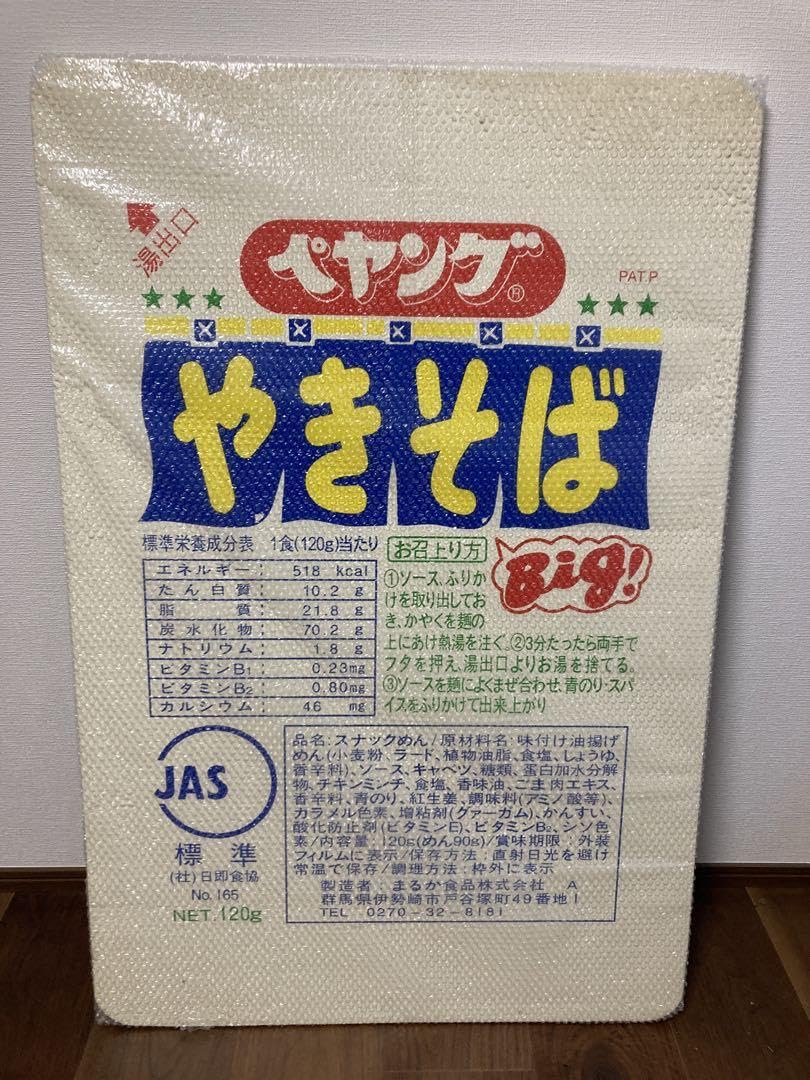 湯出口
ペヤング®
PAT.P
やきそば
標準栄養成分表 1食(120g)当たり
エネルギー: 518 kcal
たん白質: 10.2 g
脂質: 21.8 g
炭水化物: 70.2 g
ナトリウム: 1.8 g
ビタミンB1: 0.23mg
ビタミンB2: 0.80mg
カルシウム: 46 mg
お召上り方
Big!
①ソース、ふりか
けを取り出してお
き、かやくを麺の
上にあけ熱湯を注ぐ。②3分たったら両手で
フタを押え、湯出口よりお湯を捨てる。
③ソースを麺によくまぜ合わせ、青のり・スパ
イスをふりかけて出来上がり
JAS
標準
(社)日即食協
No.165
NET.120g
品名:スナックめん/原材料名:味付け油揚げ
めん(小麦粉、ラード、植物油脂、食塩、しょうゆ、
香辛料)、ソース、キャベツ、糖類、蛋白加水分解
物、チキンミンチ、食塩、香味油、ごま、肉エキス、
香辛料、青のり、紅生姜、調味料(アミノ酸等)、
カラメル色素、増粘剤(グァーガム)、かんすい、
酸化防止剤(ビタミンE)、ビタミンB2、シソ色
素/内容量:120g(めん90g)/賞味期限:外装
フィルムに表示/保存方法:直射日光を避け
常温で保存/調理方法:枠外に表示
製造者:まるか食品株式会社 A
群馬県伊勢崎市戸谷塚町49番地1
TEL 0270-32-8181